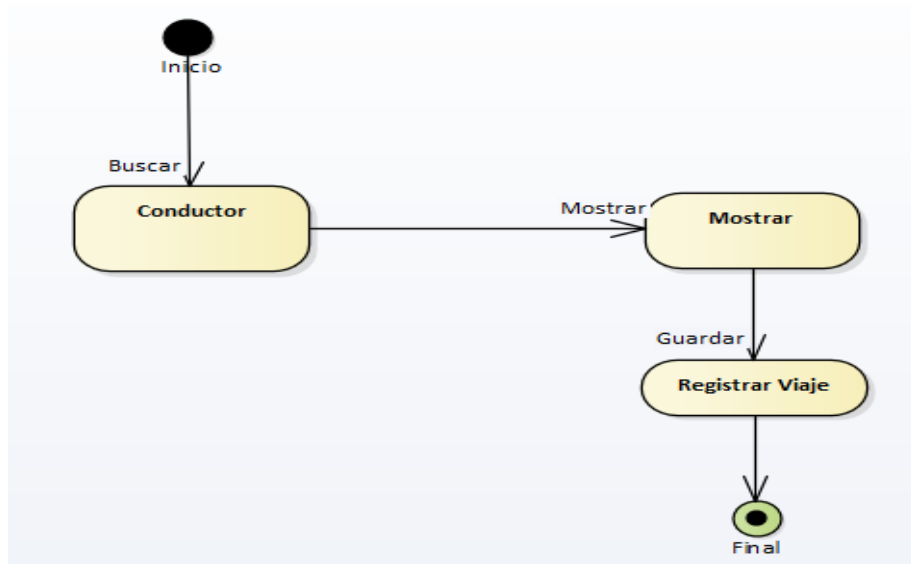 Inicio
Buscar
Conductor
Mostrar
Mostrar
Guardar
Registrar Viaje
Final